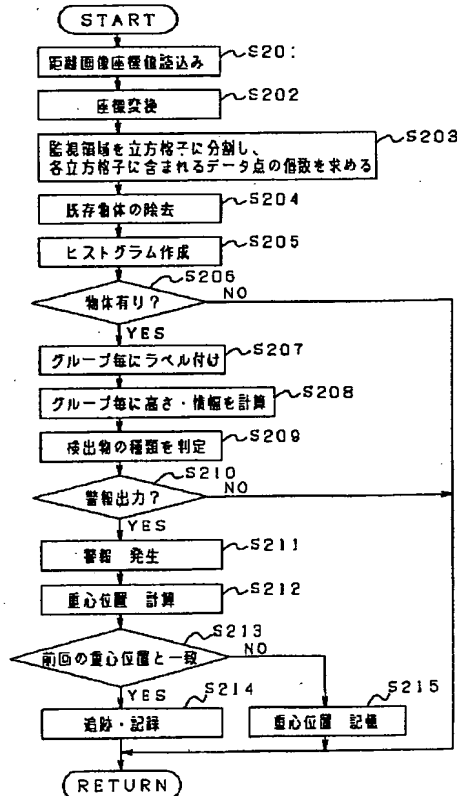 START
距離画像座標値読込み
S201
座標変換
S202
監視領域を立方格子に分割し、
各立方格子に含まれるデータ点の個数を求める
S203
既存物体の除去
S204
ヒストグラム作成
S205
S206
物体有り?
NO
YES
グループ毎にラベル付け
S207
グループ毎に高さ・横幅を計算
S208
検出物の種類を判定
S209
S210
警報出力?
NO
YES
警報 発生
S211
重心位置 計算
S212
S213
前回の重心位置と一致
NO
YES
S214
追跡・記録
S215
重心位置 記憶
RETURN